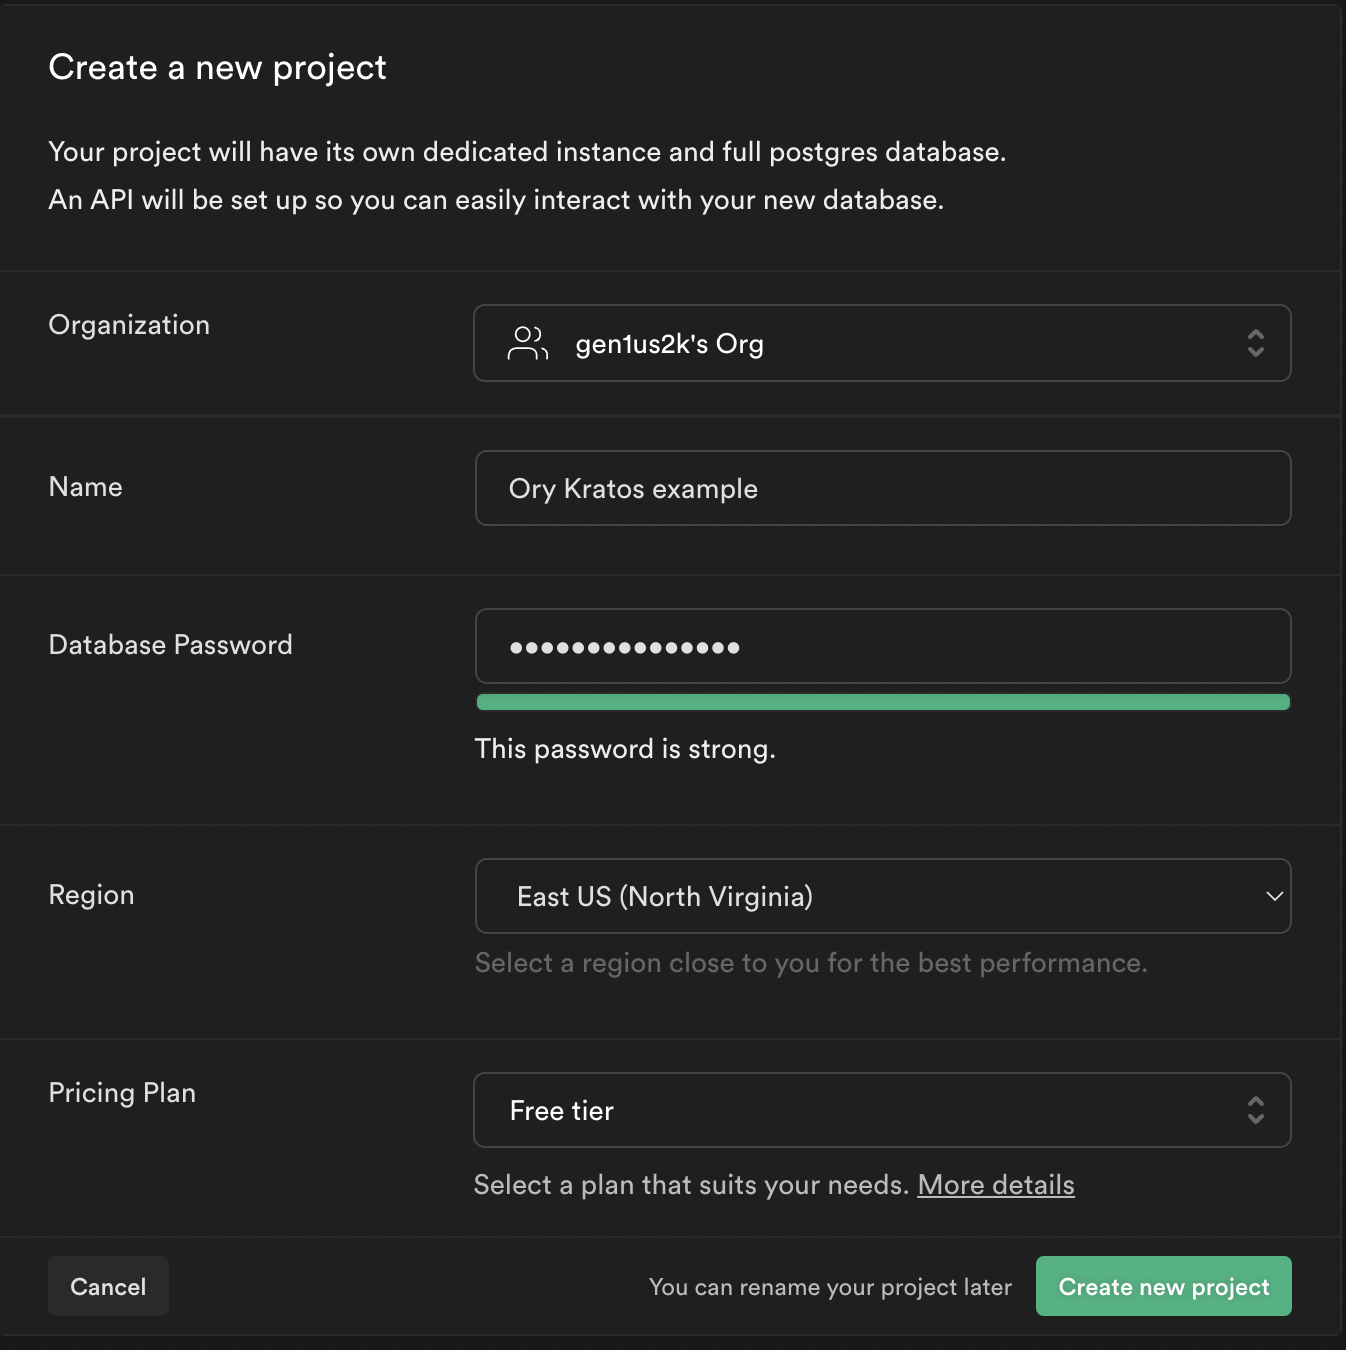 Create a new project
Your project will have its own dedicated instance and full postgres database.
An API will be set up so you can easily interact with your new database.
Organization
gen1us2k's Org
Name
Ory Kratos example
Database Password
•••••••••••••••
This password is strong.
Region
East US (North Virginia)
Select a region close to you for the best performance.
Pricing Plan
Free tier
Select a plan that suits your needs. More details
Cancel
You can rename your project later
Create new project